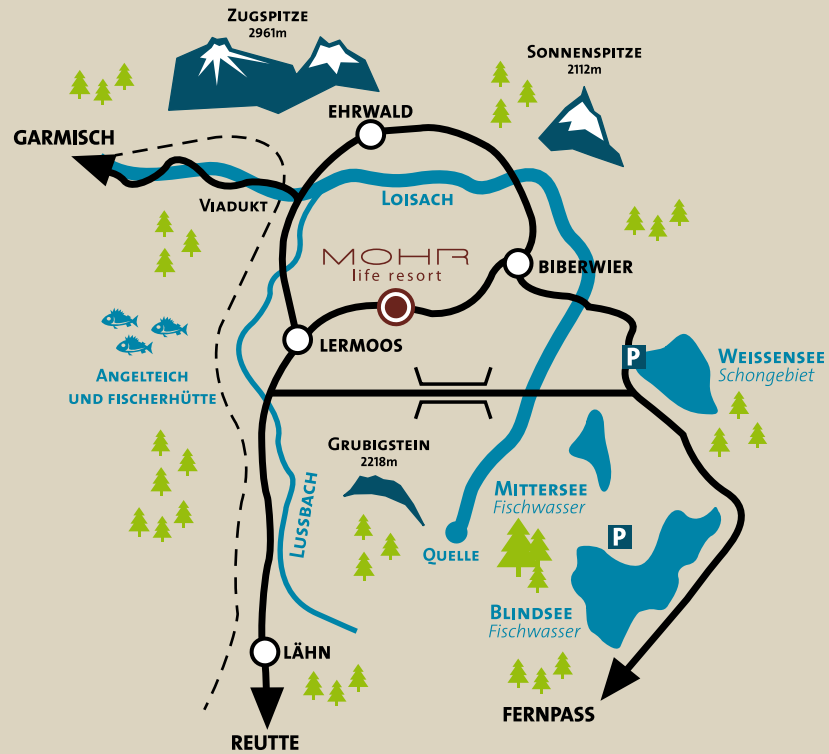 ZUGSPITZE
2961m
SONNENSPITZE
2112m
EHRWALD
GARMISCH
VIADUKT
LOISACH
MOHR
life resort
BIBERWIER
LERMOOS
P
WEISSENSEE
Schongebiet
ANGELTEICH
UND FISCHERHÜTTE
GRUBIGSTEIN
2218m
MITTERSEE
Fischwasser
LUSSBACH
P
QUELLE
BLINDSEE
Fischwasser
LÄHN
FERNPASS
REUTTE